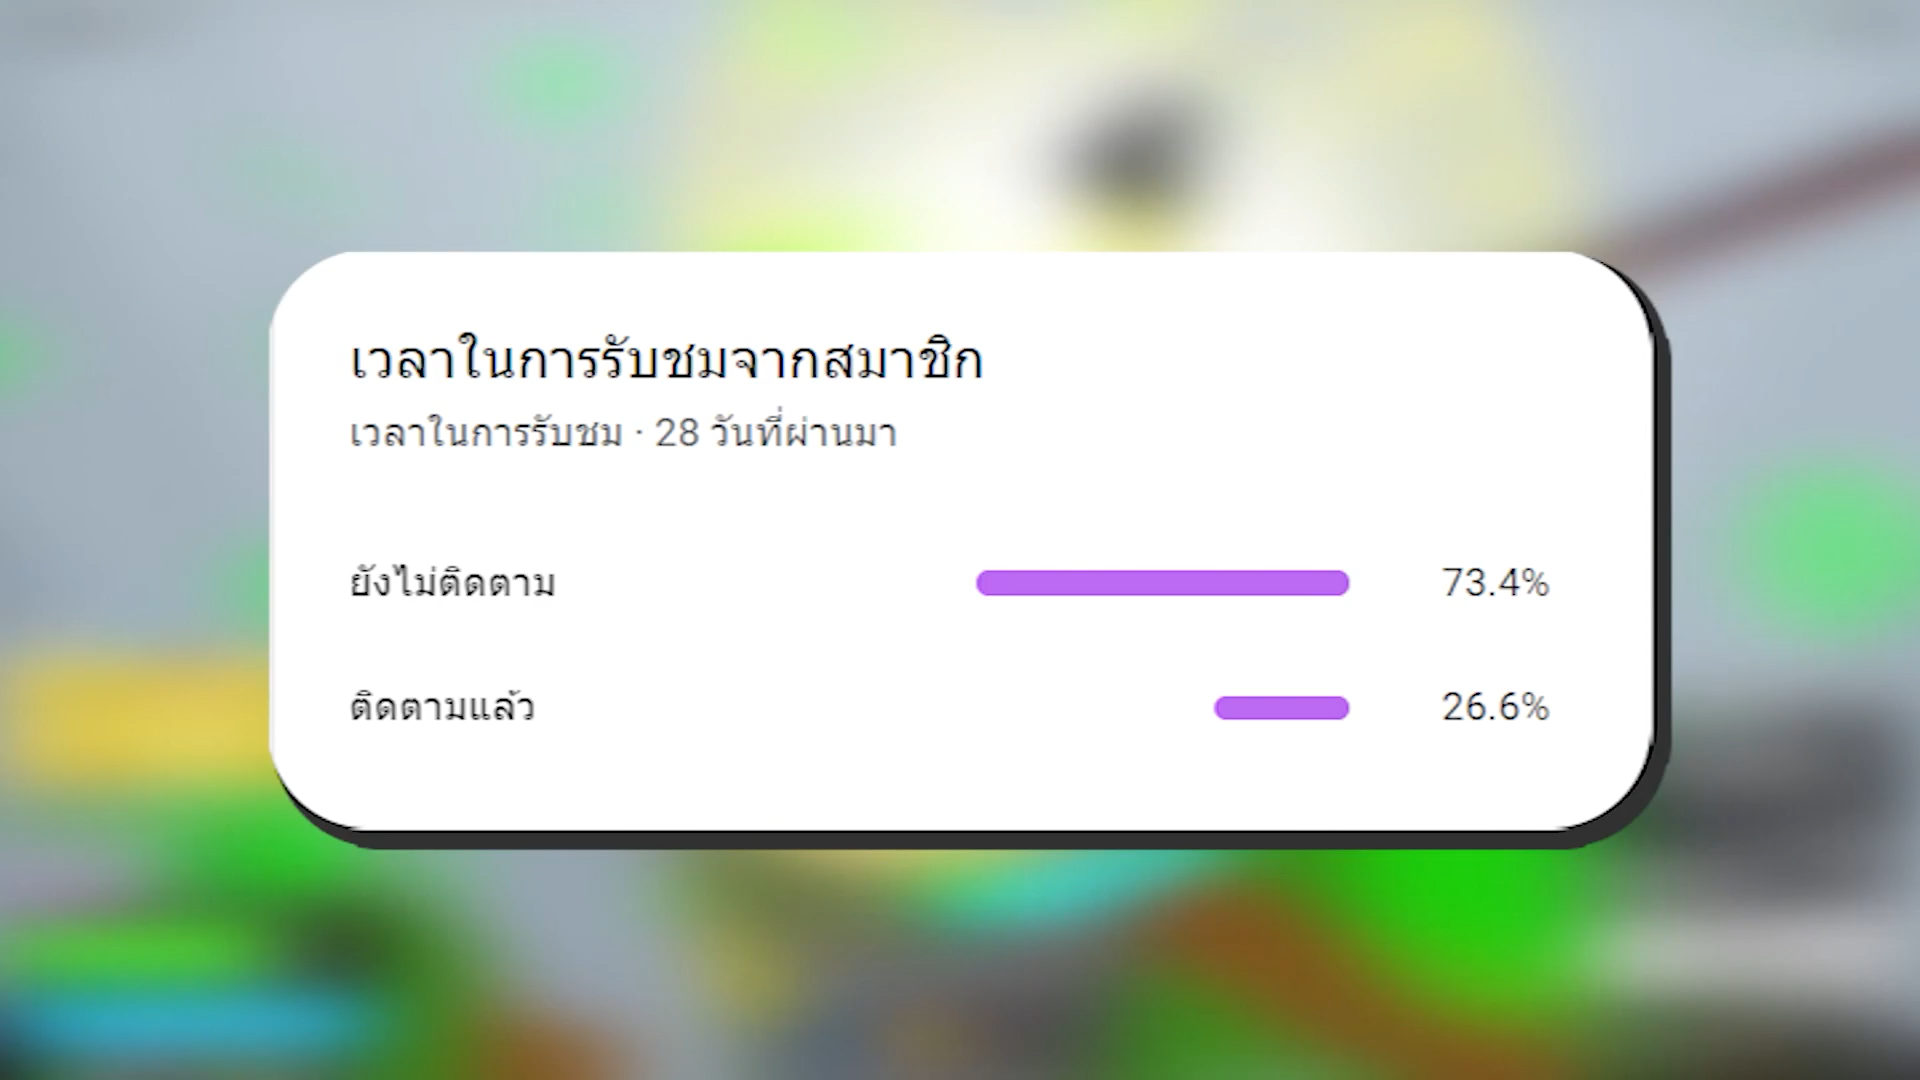 เวลาในการรับชมจากสมาชิก
เวลาในการรับชม · 28 วันที่ผ่านมา
ยังไม่ติดตาม 73.4%
ติดตามแล้ว 26.6%